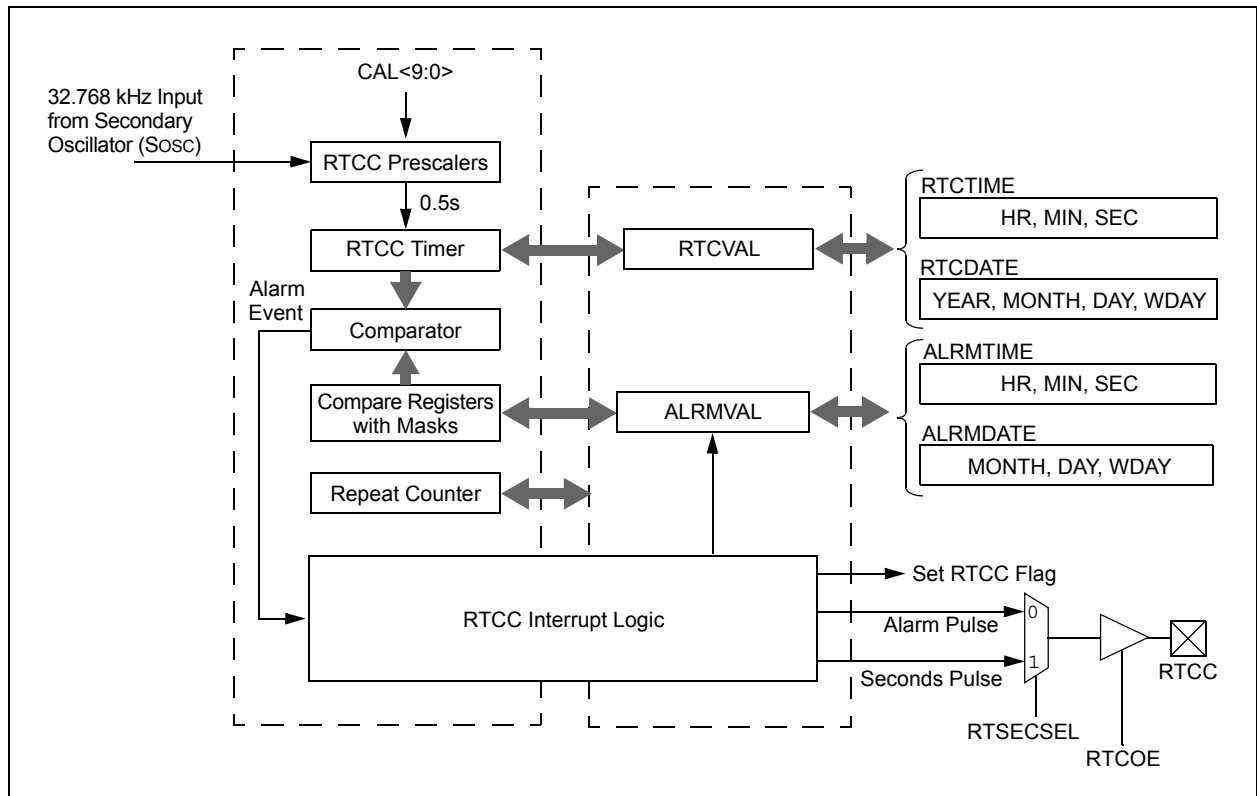 CAL<9:0>
32.768 kHz Input
from Secondary
Oscillator (SOSC)
RTCC Prescalers
0.5s
RTCC Timer
RTCVAL
RTCTIME
HR, MIN, SEC
RTCDATE
YEAR, MONTH, DAY, WDAY
Alarm
Event
Comparator
Compare Registers
with Masks
ALRMVAL
ALRMTIME
HR, MIN, SEC
ALRMDATE
MONTH, DAY, WDAY
Repeat Counter
RTCC Interrupt Logic
Set RTCC Flag
Alarm Pulse
0
Seconds Pulse
1
RTCC
RTSECSEL
RTCOE